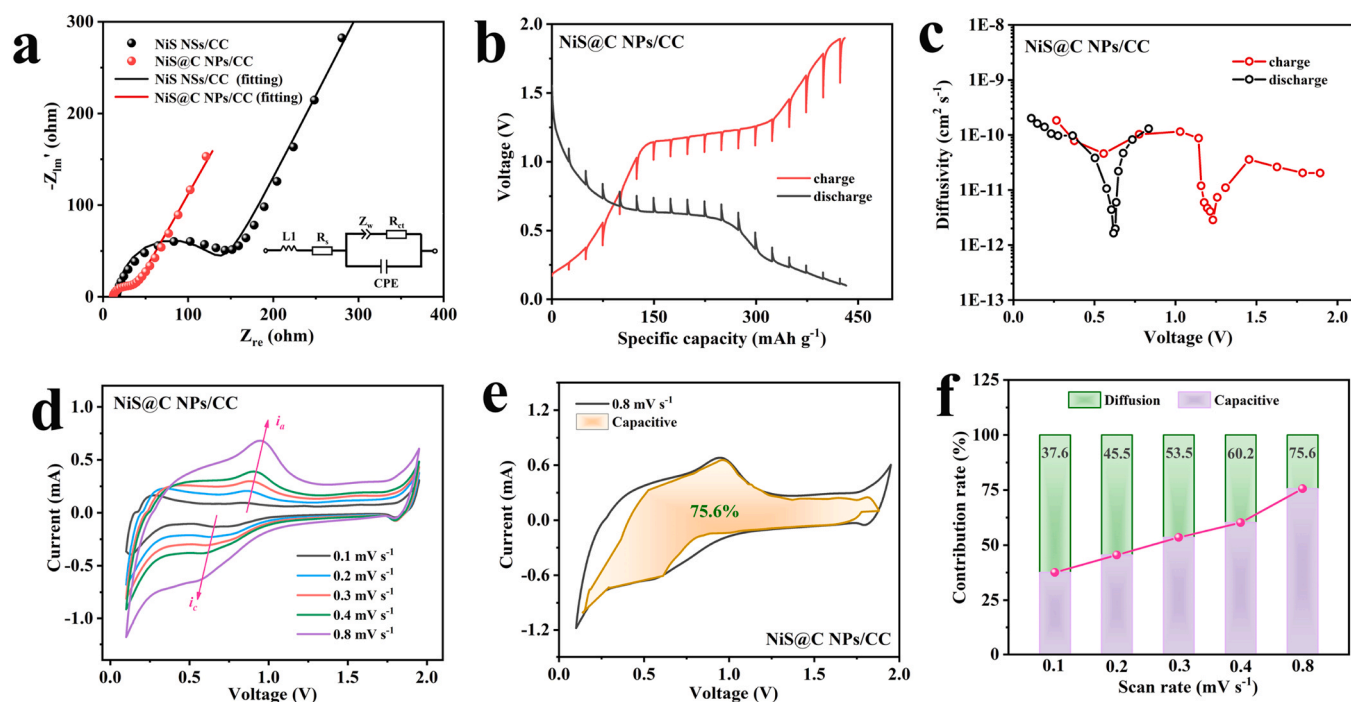 a
NiS NSs/CC
NiS@C NPs/CC
NiS NSs/CC (fitting)
NiS@C NPs/CC (fitting)
L1
R_s
Z_w
R_ct
CPE
-Z_Im' (ohm)
300
250
200
150
100
50
0
0 100 200 300 400
Z_re (ohm)
b
NiS@C NPs/CC
charge
discharge
Voltage (V)
2.0
1.6
1.2
0.8
0.4
0.0
0 150 300 450
Specific capacity (mAh g⁻¹)
c
NiS@C NPs/CC
charge
discharge
Diffusivity (cm² s⁻¹)
1E-8
1E-9
1E-10
1E-11
1E-12
1E-13
0.0 0.5 1.0 1.5 2.0
Voltage (V)
d
NiS@C NPs/CC
i_a
i_c
0.1 mV s⁻¹
0.2 mV s⁻¹
0.3 mV s⁻¹
0.4 mV s⁻¹
0.8 mV s⁻¹
Current (mA)
1.0
0.5
0.0
-0.5
-1.0
0.0 0.5 1.0 1.5 2.0
Voltage (V)
e
0.8 mV s⁻¹
Capacitive
75.6%
NiS@C NPs/CC
Current (mA)
1.2
0.6
0.0
-0.6
-1.2
0.0 0.5 1.0 1.5 2.0
Voltage (V)
f
Diffusion
Capacitive
37.6 45.5 53.5 60.2 75.6
Contribution rate (%)
125
100
75
50
25
0
0.1 0.2 0.3 0.4 0.8
Scan rate (mV s⁻¹)